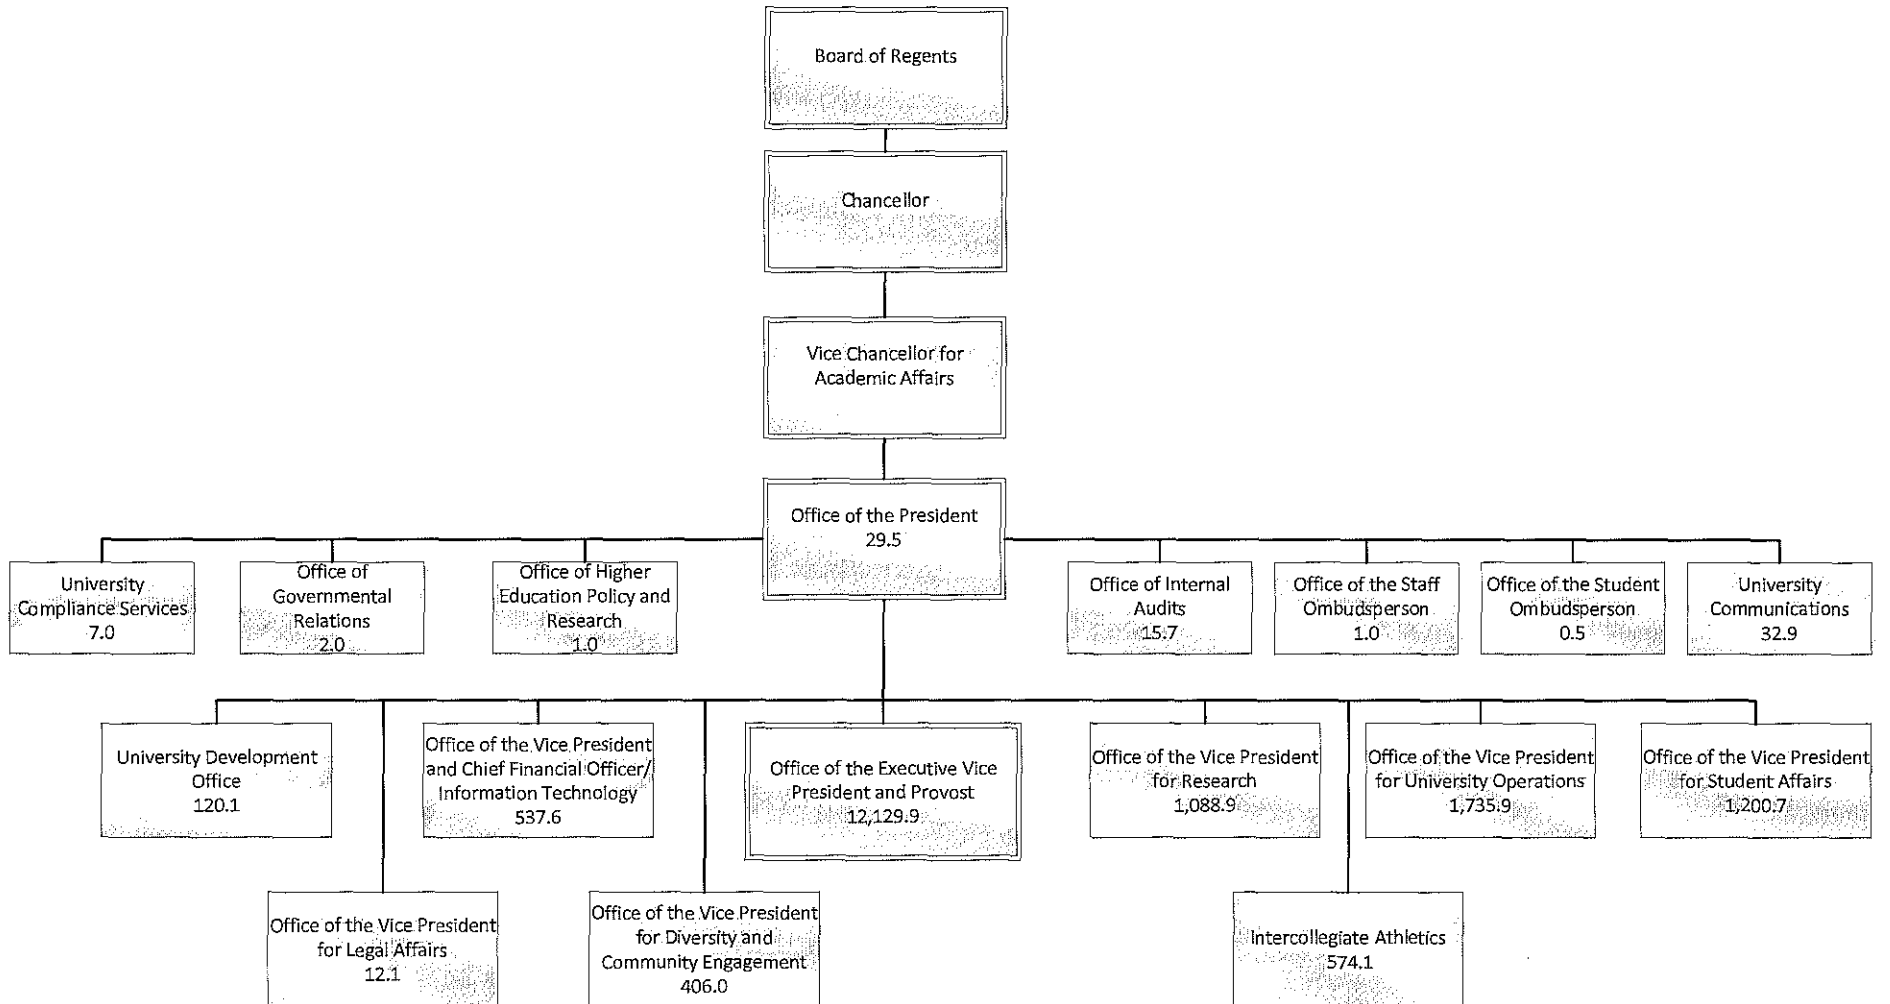 Board of Regents
Chancellor
Vice Chancellor for
Academic Affairs
Office of the President
29.5
University
Compliance Services
7.0
Office of
Governmental
Relations
2.0
Office of Higher
Education Policy and
Research
1.0
Office of Internal
Audits
15.7
Office of the Staff
Ombudsperson
1.0
Office of the Student
Ombudsperson
0.5
University
Communications
32.9
University Development
Office
120.1
Office of the Vice President
and Chief Financial Officer/
Information Technology
537.6
Office of the Executive Vice
President and Provost
12,129.9
Office of the Vice President
for Research
1,088.9
Office of the Vice President
for University Operations
1,735.9
Office of the Vice President
for Student Affairs
1,200.7
Office of the Vice President
for Legal Affairs
12.1
Office of the Vice President
for Diversity and
Community Engagement
406.0
Intercollegiate Athletics
574.1